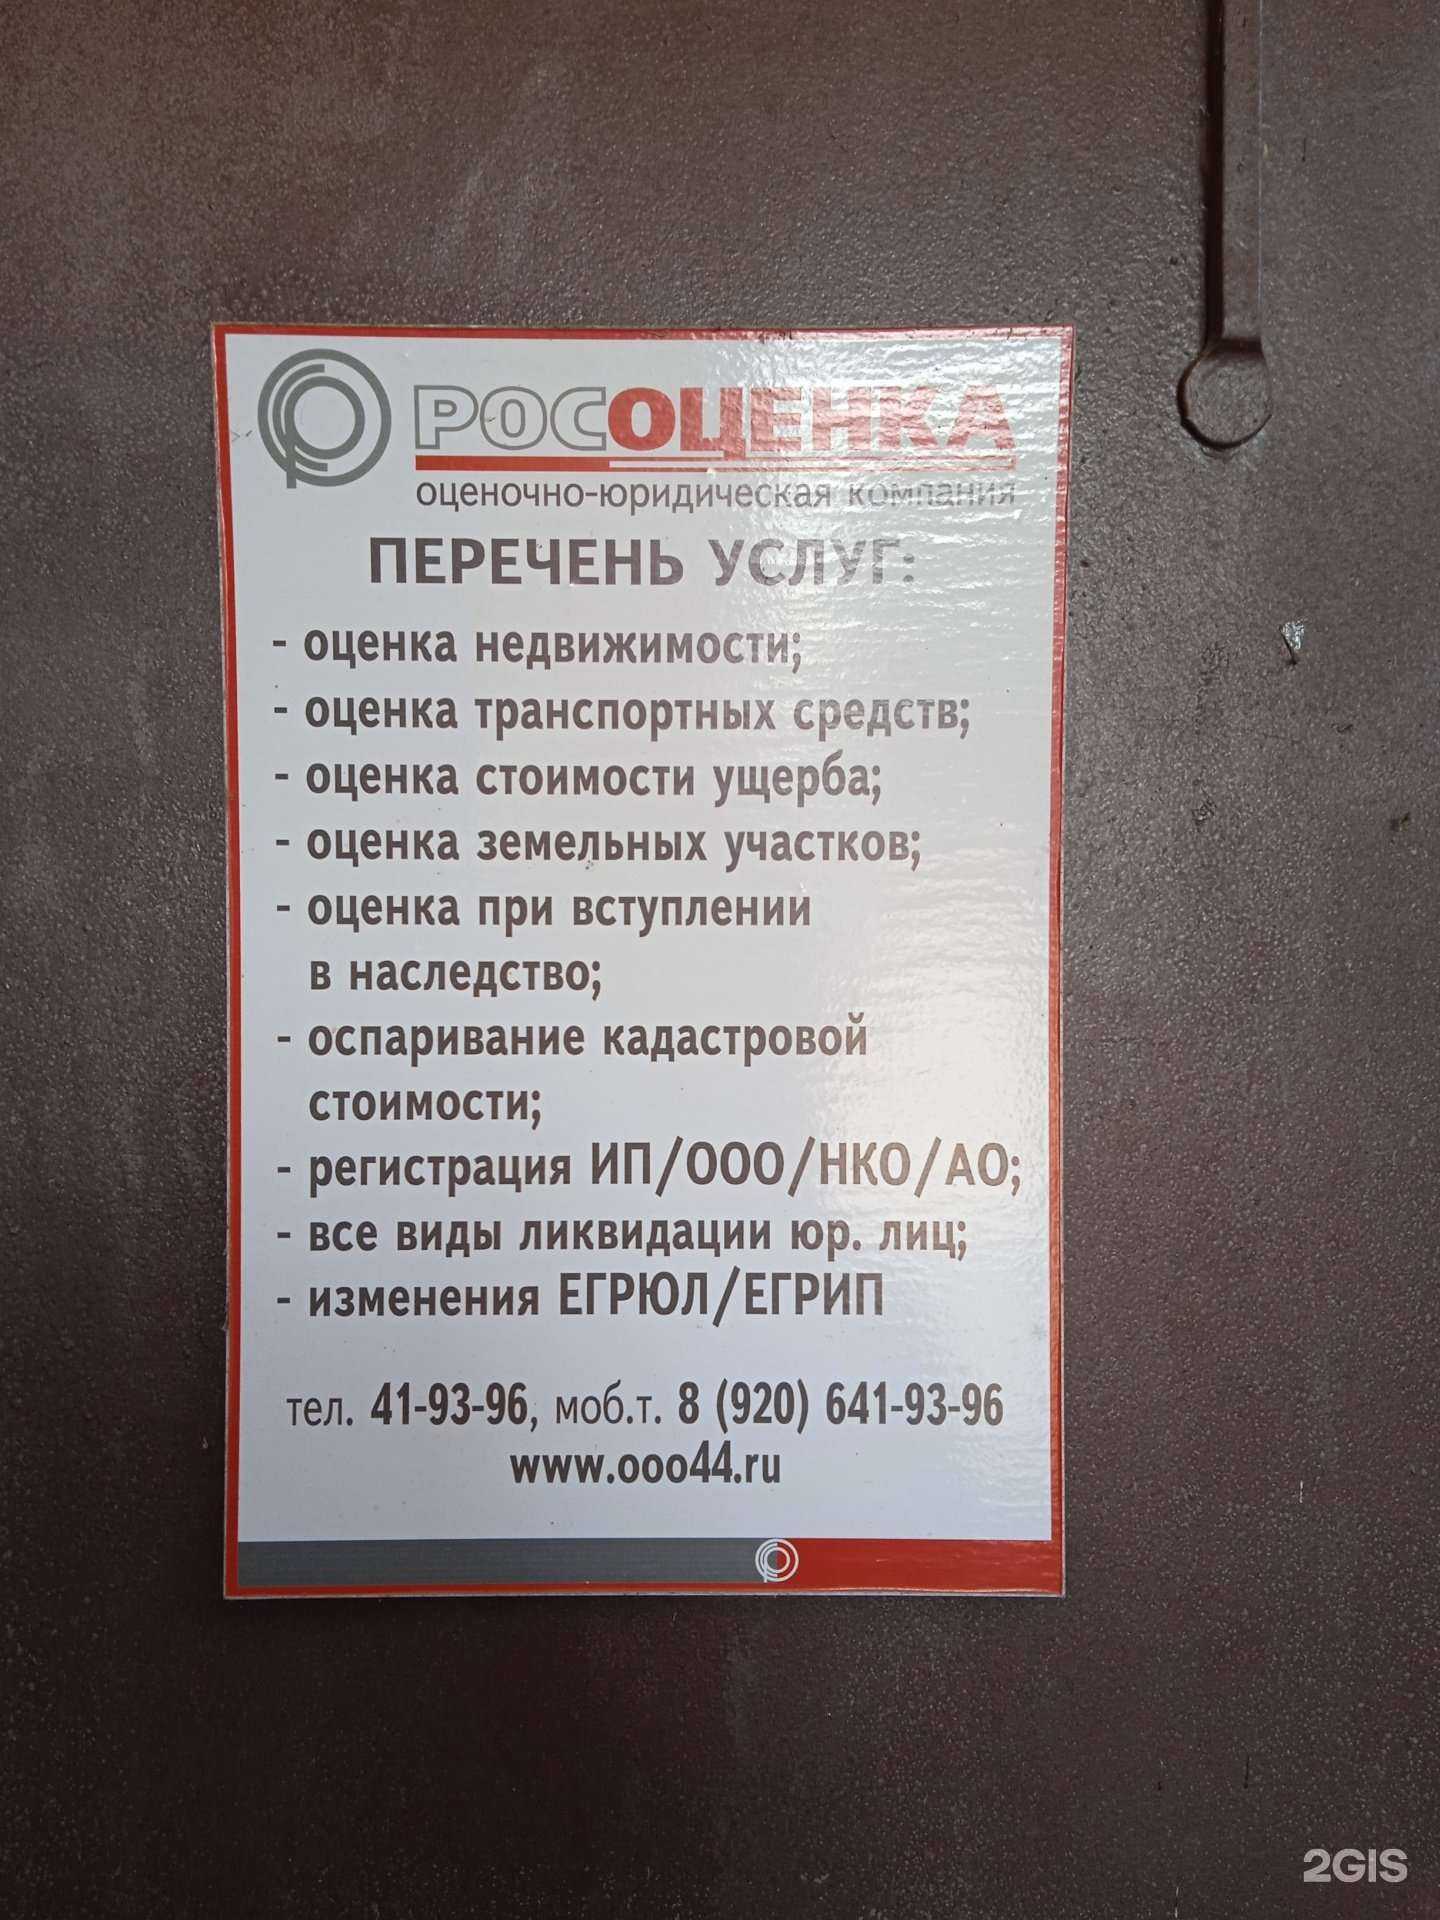 РОСОЦЕНКА
оценочно-юридическая компания
ПЕРЕЧЕНЬ УСЛУГ:
- оценка недвижимости;
- оценка транспортных средств;
- оценка стоимости ущерба;
- оценка земельных участков;
- оценка при вступлении
в наследство;
- оспаривание кадастровой
стоимости;
- регистрация ИП/ООО/НКО/АО;
- все виды ликвидации юр. лиц;
- изменения ЕГРЮЛ/ЕГРИП
тел. 41-93-96, моб.т. 8 (920) 641-93-96
www.ooo44.ru
2GIS